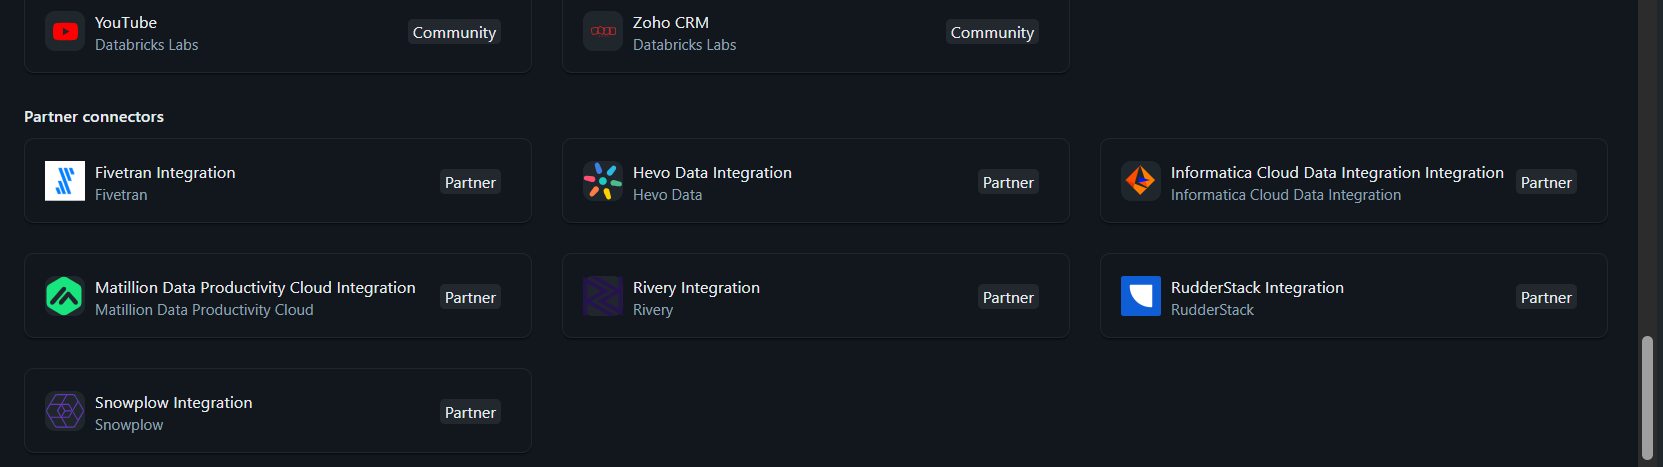 YouTube
Databricks Labs
Community
Zoho CRM
Databricks Labs
Community
Partner connectors
Fivetran Integration
Fivetran
Partner
Hevo Data Integration
Hevo Data
Partner
Informatica Cloud Data Integration Integration
Informatica Cloud Data Integration
Partner
Matillion Data Productivity Cloud Integration
Matillion Data Productivity Cloud
Partner
Rivery Integration
Rivery
Partner
RudderStack Integration
RudderStack
Partner
Snowplow Integration
Snowplow
Partner